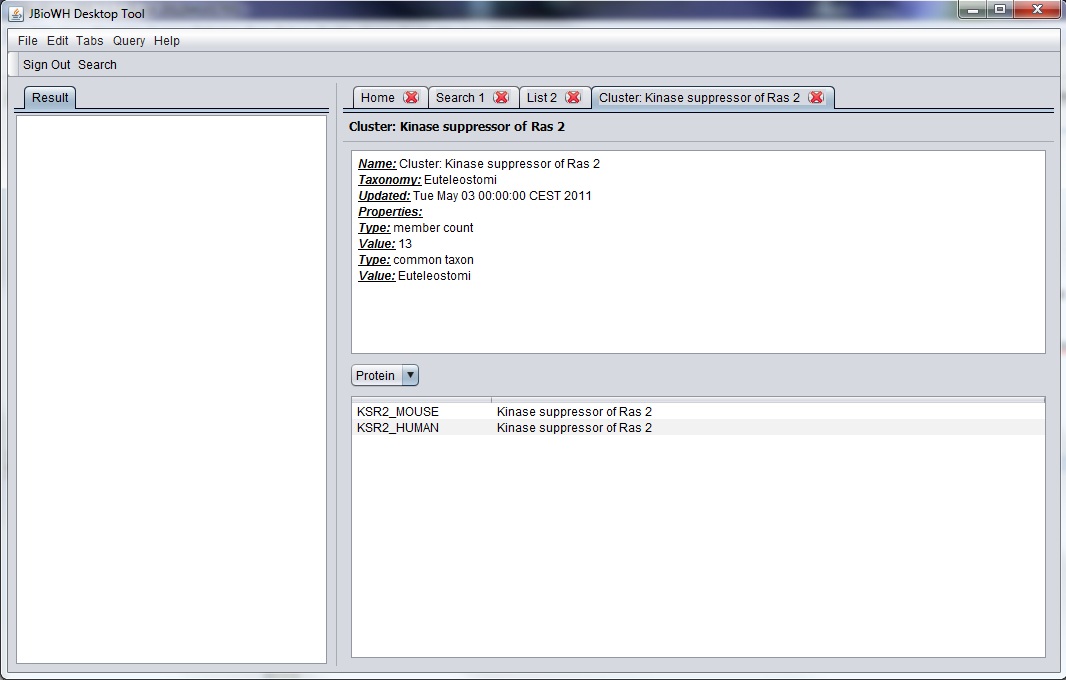 JBioWH Desktop Tool
File Edit Tabs Query Help
Sign Out Search
Result
Home Search 1 List 2 Cluster: Kinase suppressor of Ras 2
Cluster: Kinase suppressor of Ras 2
Name: Cluster: Kinase suppressor of Ras 2
Taxonomy: Euteleostomi
Updated: Tue May 03 00:00:00 CEST 2011
Properties:
Type: member count
Value: 13
Type: common taxon
Value: Euteleostomi
Protein
KSR2_MOUSE Kinase suppressor of Ras 2
KSR2_HUMAN Kinase suppressor of Ras 2